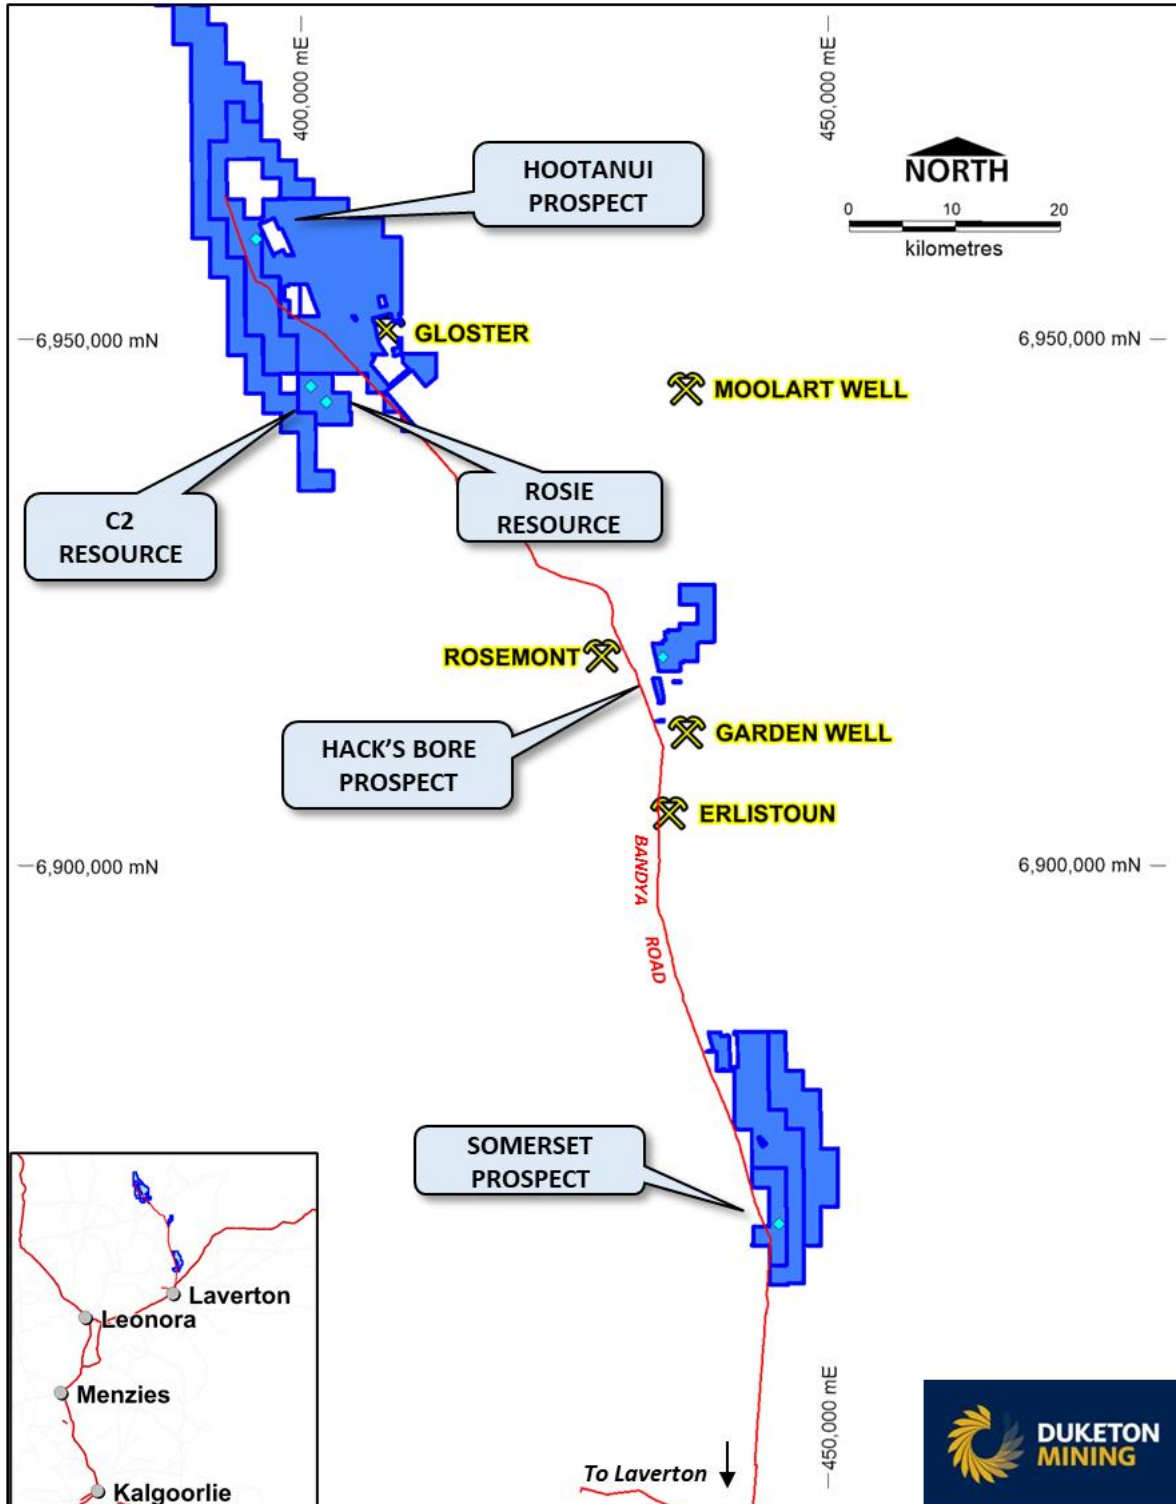 400,000 mE
450,000 mE
HOOTANUI
PROSPECT
NORTH
0 10 20
kilometres
6,950,000 mN
GLOSTER
6,950,000 mN
MOOLART WELL
C2
RESOURCE
ROSIE
RESOURCE
ROSEMONT
HACK'S BORE
PROSPECT
GARDEN WELL
ERLISTOUN
6,900,000 mN
BANDYA
ROAD
6,900,000 mN
SOMERSET
PROSPECT
Laverton
Leonora
Menzies
Kalgoorlie
To Laverton
450,000 mE
DUKETON
MINING